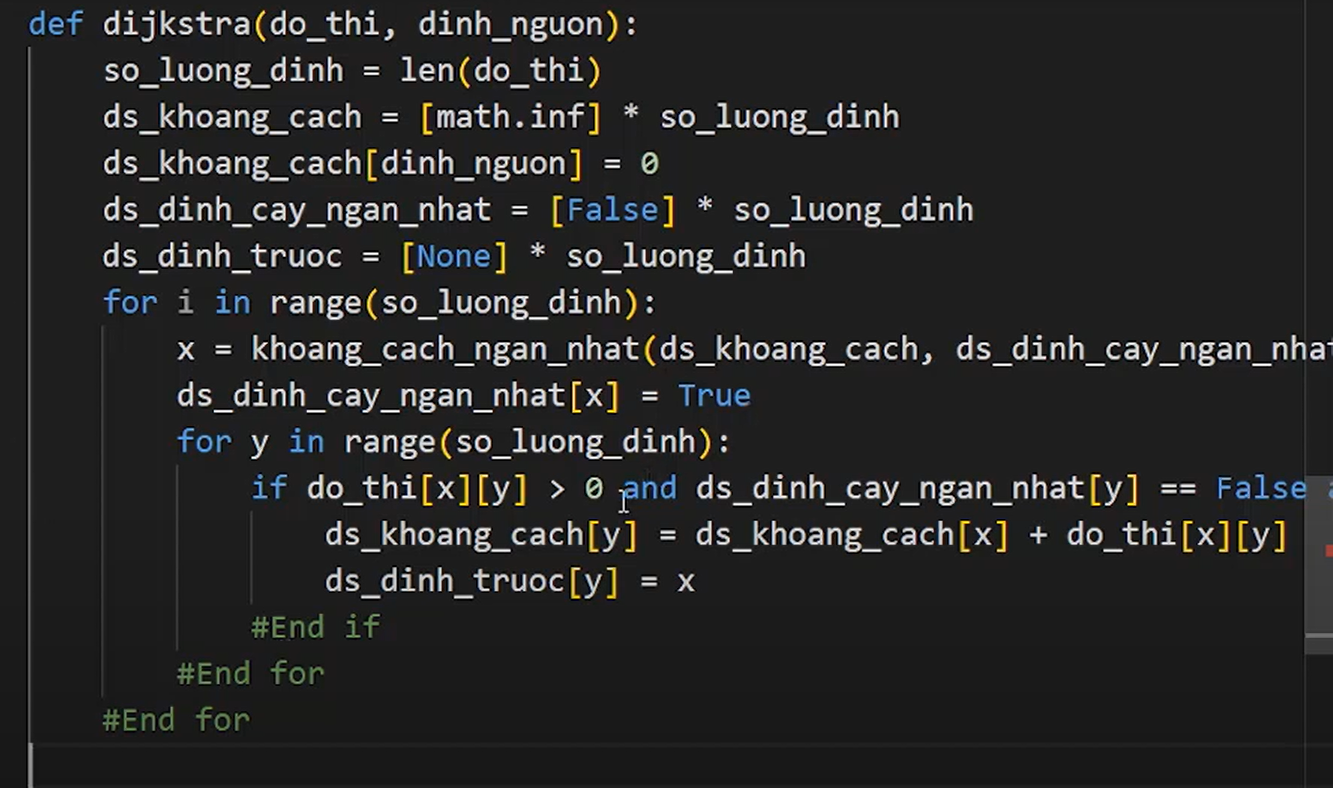 def dijkstra(do_thi, dinh_nguon):
    so_luong_dinh = len(do_thi)
    ds_khoang_cach = [math.inf] * so_luong_dinh
    ds_khoang_cach[dinh_nguon] = 0
    ds_dinh_cay_ngan_nhat = [False] * so_luong_dinh
    ds_dinh_truoc = [None] * so_luong_dinh
    for i in range(so_luong_dinh):
        x = khoang_cach_ngan_nhat(ds_khoang_cach, ds_dinh_cay_ngan_nhat
        ds_dinh_cay_ngan_nhat[x] = True
        for y in range(so_luong_dinh):
            if do_thi[x][y] > 0 and ds_dinh_cay_ngan_nhat[y] == False
                ds_khoang_cach[y] = ds_khoang_cach[x] + do_thi[x][y]
                ds_dinh_truoc[y] = x
            #End if
        #End for
    #End for